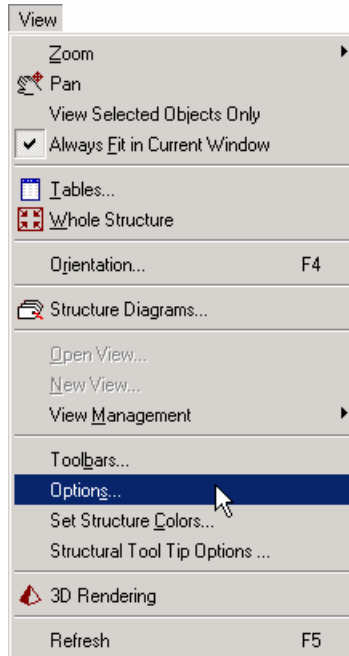 View
Zoom
Pan
View Selected Objects Only
Always Fit in Current Window
Tables...
Whole Structure
Orientation... F4
Structure Diagrams...
Open View...
New View...
View Management
Toolbars...
Options...
Set Structure Colors...
Structural Tool Tip Options ...
3D Rendering
Refresh F5